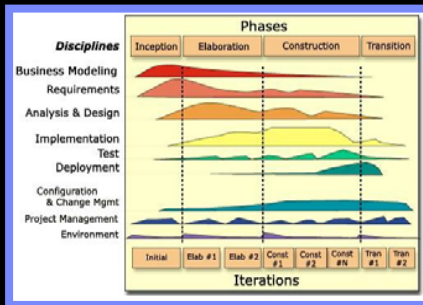 Phases
Disciplines
Inception
Elaboration
Construction
Transition
Business Modeling
Requirements
Analysis & Design
Implementation
Test
Deployment
Configuration
& Change Mgmt
Project Management
Environment
Initial
Elab #1
Elab #2
Const
#1
Const
#2
Const
#N
Tran
#1
Tran
#2
Iterations